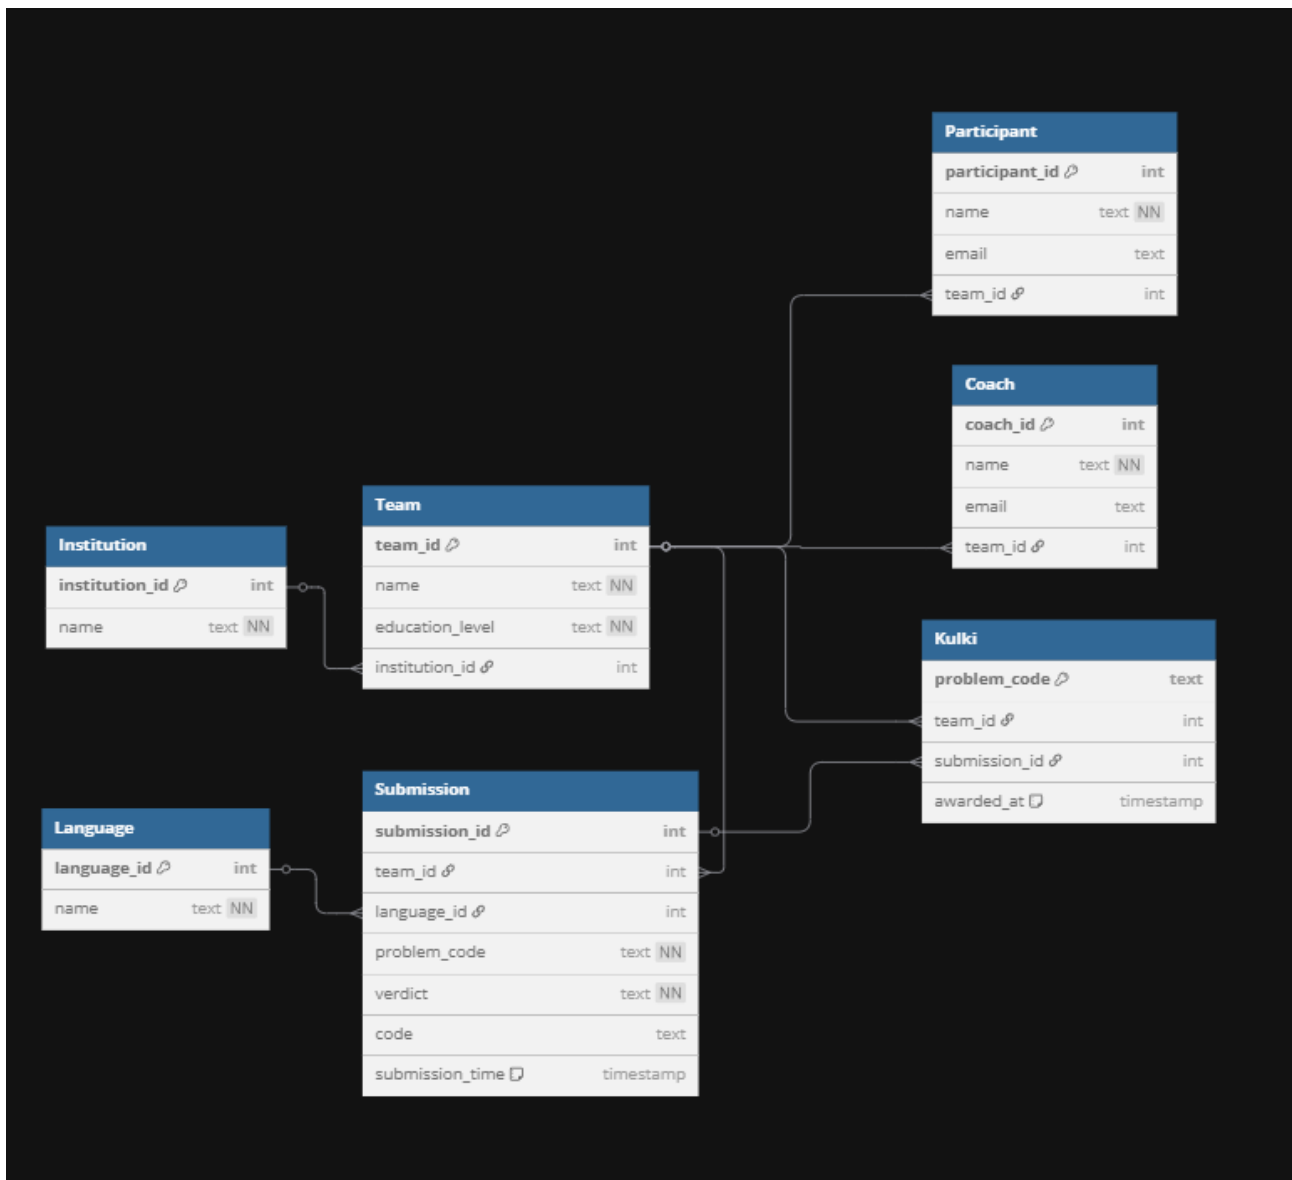 Participant
participant_id int
name text NN
email text
team_id int
Coach
coach_id int
name text NN
email text
team_id int
Team
team_id int
name text NN
education_level text NN
institution_id int
Institution
institution_id int
name text NN
Kulki
problem_code text
team_id int
submission_id int
awarded_at timestamp
Submission
submission_id int
team_id int
language_id int
problem_code text NN
verdict text NN
code text
submission_time timestamp
Language
language_id int
name text NN